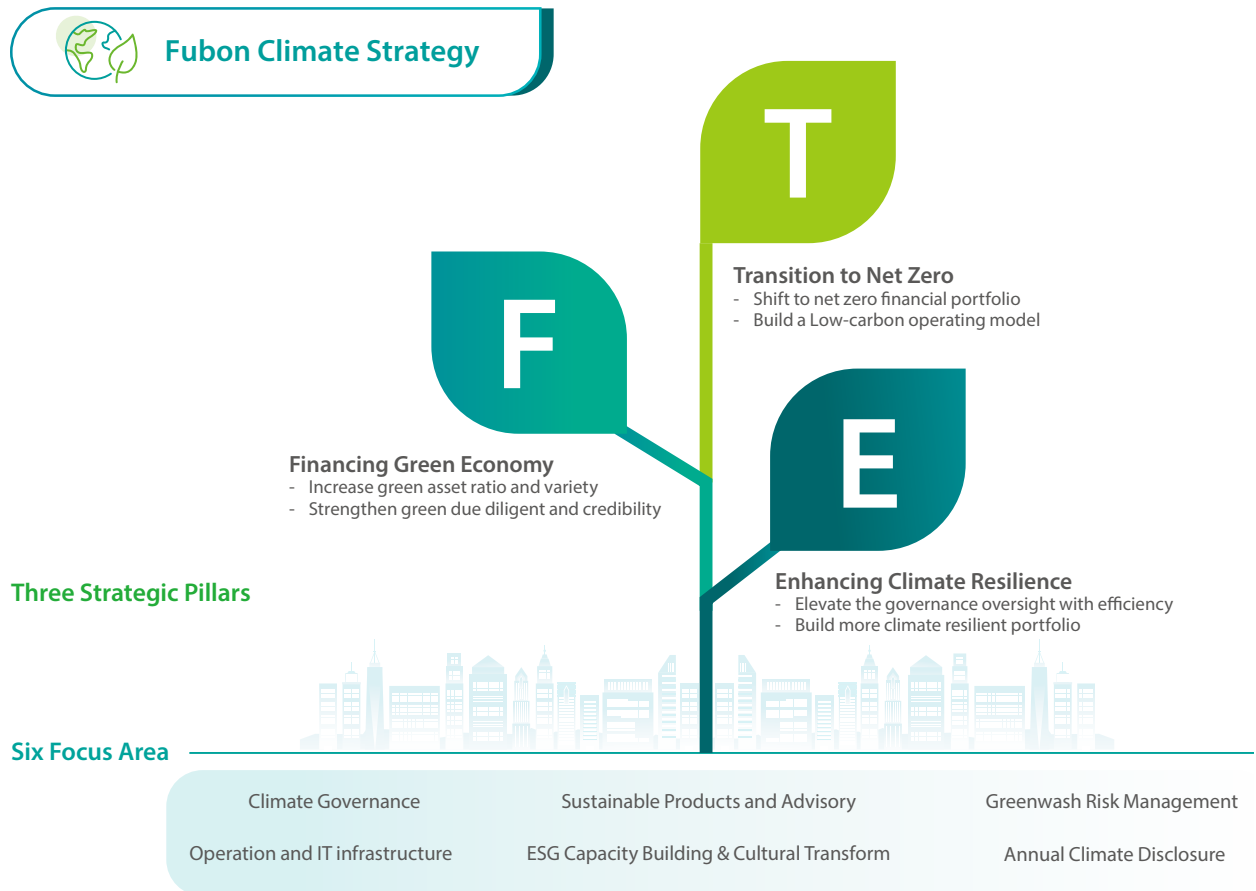 Fubon Climate Strategy
T
Transition to Net Zero
- Shift to net zero financial portfolio
- Build a Low-carbon operating model
F
Financing Green Economy
- Increase green asset ratio and variety
- Strengthen green due diligent and credibility
E
Enhancing Climate Resilience
- Elevate the governance oversight with efficiency
- Build more climate resilient portfolio
Three Strategic Pillars
Six Focus Area
Climate Governance
Sustainable Products and Advisory
Greenwash Risk Management
Operation and IT infrastructure
ESG Capacity Building & Cultural Transform
Annual Climate Disclosure